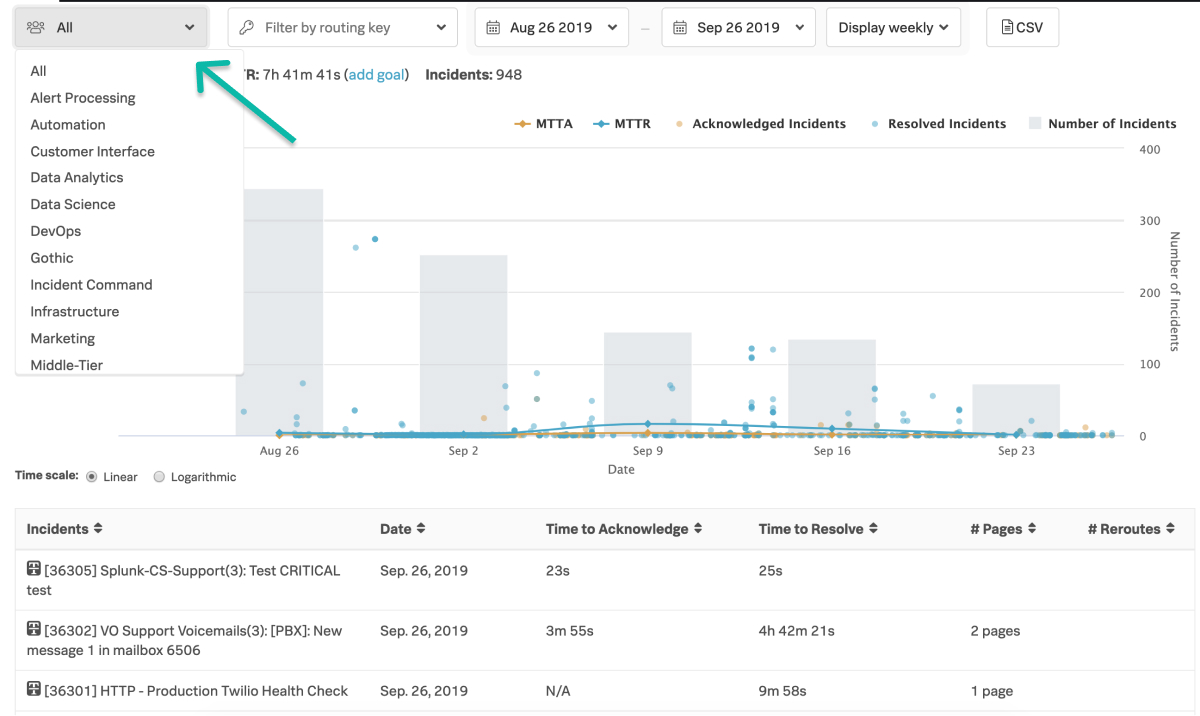 All
Filter by routing key
Aug 26 2019
–
Sep 26 2019
Display weekly
CSV
All
Alert Processing
Automation
Customer Interface
Data Analytics
Data Science
DevOps
Gothic
Incident Command
Infrastructure
Marketing
Middle-Tier
R: 7h 41m 41s (add goal) Incidents: 948
MTTA MTTR Acknowledged Incidents Resolved Incidents Number of Incidents
400
300
200
100
0
Number of Incidents
Aug 26 Sep 2 Sep 9 Sep 16 Sep 23
Date
Time scale: Linear Logarithmic
Incidents Date Time to Acknowledge Time to Resolve # Pages # Reroutes
[36305] Splunk-CS-Support(3): Test CRITICAL Sep. 26, 2019 23s 25s
test
[36302] VO Support Voicemails(3): [PBX]: New Sep. 26, 2019 3m 55s 4h 42m 21s 2 pages
message 1 in mailbox 6506
[36301] HTTP - Production Twilio Health Check Sep. 26, 2019 N/A 9m 58s 1 page